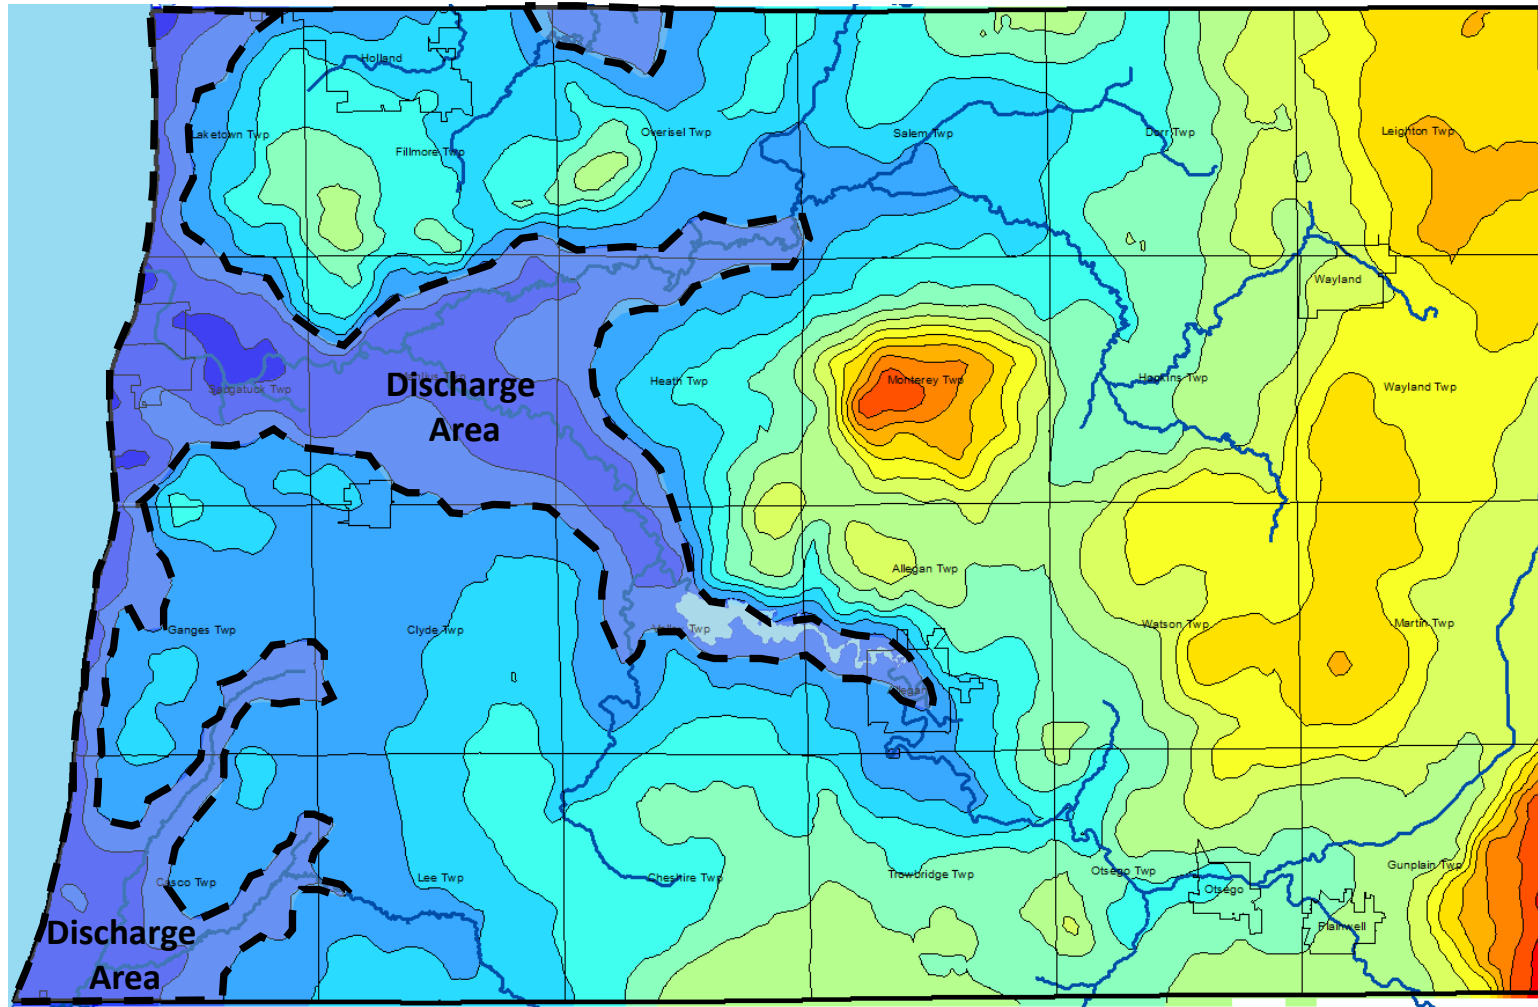 Holland
Laketown Twp
Fillmore Twp
Overisel Twp
Salem Twp
Dorr Twp
Leighton Twp
Wayland
Saugatuck Twp
Discharge
Area
Heath Twp
Monterey Twp
Hopkins Twp
Wayland Twp
Ganges Twp
Clyde Twp
Valley Twp
Allegan Twp
Watson Twp
Martin Twp
Allegan
Casco Twp
Lee Twp
Cheshire Twp
Trowbridge Twp
Otsego Twp
Otsego
Gunplain Twp
Plainwell
Discharge
Area